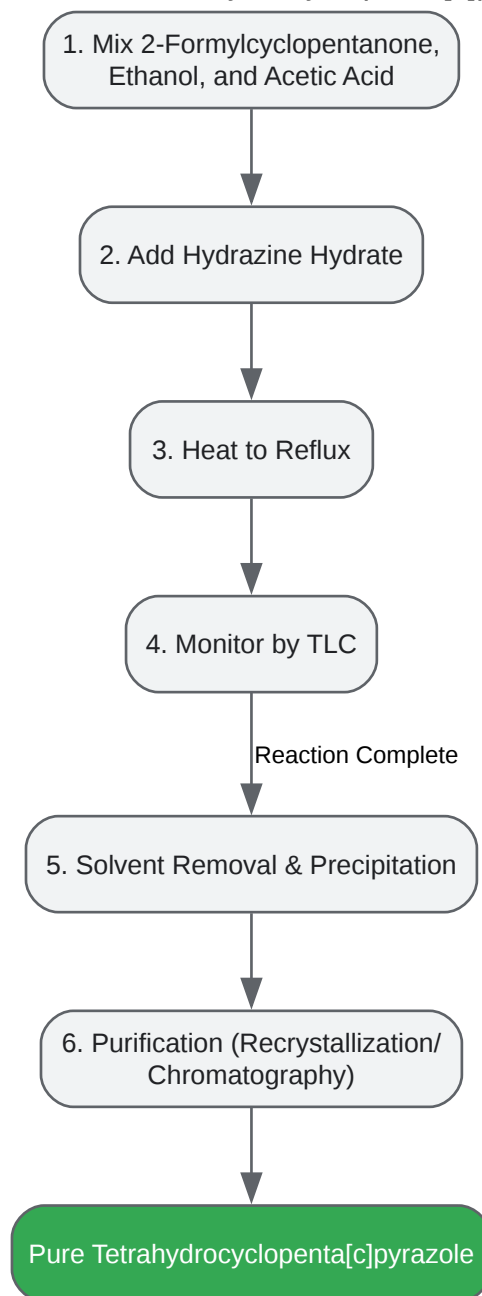 1. Mix 2-Formylcyclopentanone,
Ethanol, and Acetic Acid
2. Add Hydrazine Hydrate
3. Heat to Reflux
4. Monitor by TLC
Reaction Complete
5. Solvent Removal & Precipitation
6. Purification (Recrystallization/
Chromatography)
Pure Tetrahydrocyclopenta[c]pyrazole